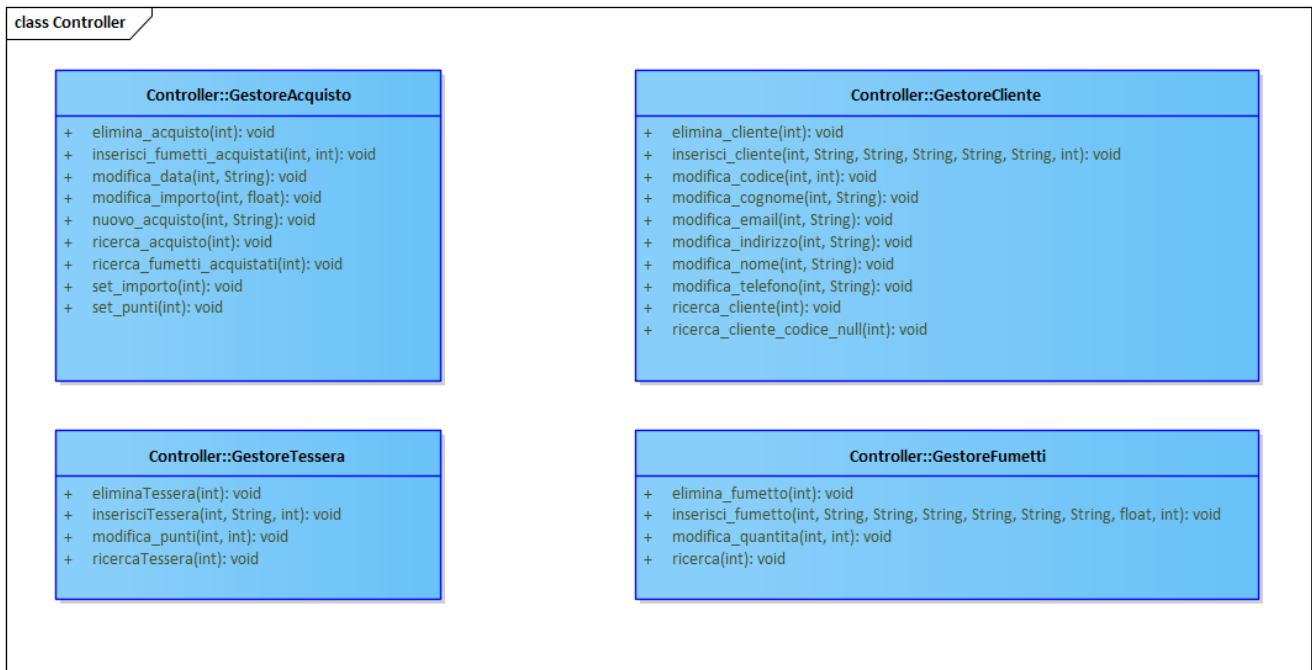 class Controller
Controller::GestoreAcquisto
+ elimina_acquisto(int): void
+ inserisci_fumetti_acquistati(int, int): void
+ modifica_data(int, String): void
+ modifica_importo(int, float): void
+ nuovo_acquisto(int, String): void
+ ricerca_acquisto(int): void
+ ricerca_fumetti_acquistati(int): void
+ set_importo(int): void
+ set_punti(int): void
Controller::GestoreCliente
+ elimina_cliente(int): void
+ inserisci_cliente(int, String, String, String, String, String, int): void
+ modifica_codice(int, int): void
+ modifica_cognome(int, String): void
+ modifica_email(int, String): void
+ modifica_indirizzo(int, String): void
+ modifica_nome(int, String): void
+ modifica_telefono(int, String): void
+ ricerca_cliente(int): void
+ ricerca_cliente_codice_null(int): void
Controller::GestoreTessera
+ eliminaTessera(int): void
+ inserisciTessera(int, String, int): void
+ modifica_punti(int, int): void
+ ricercaTessera(int): void
Controller::GestoreFumetti
+ elimina_fumetto(int): void
+ inserisci_fumetto(int, String, String, String, String, String, String, float, int): void
+ modifica_quantita(int, int): void
+ ricerca(int): void